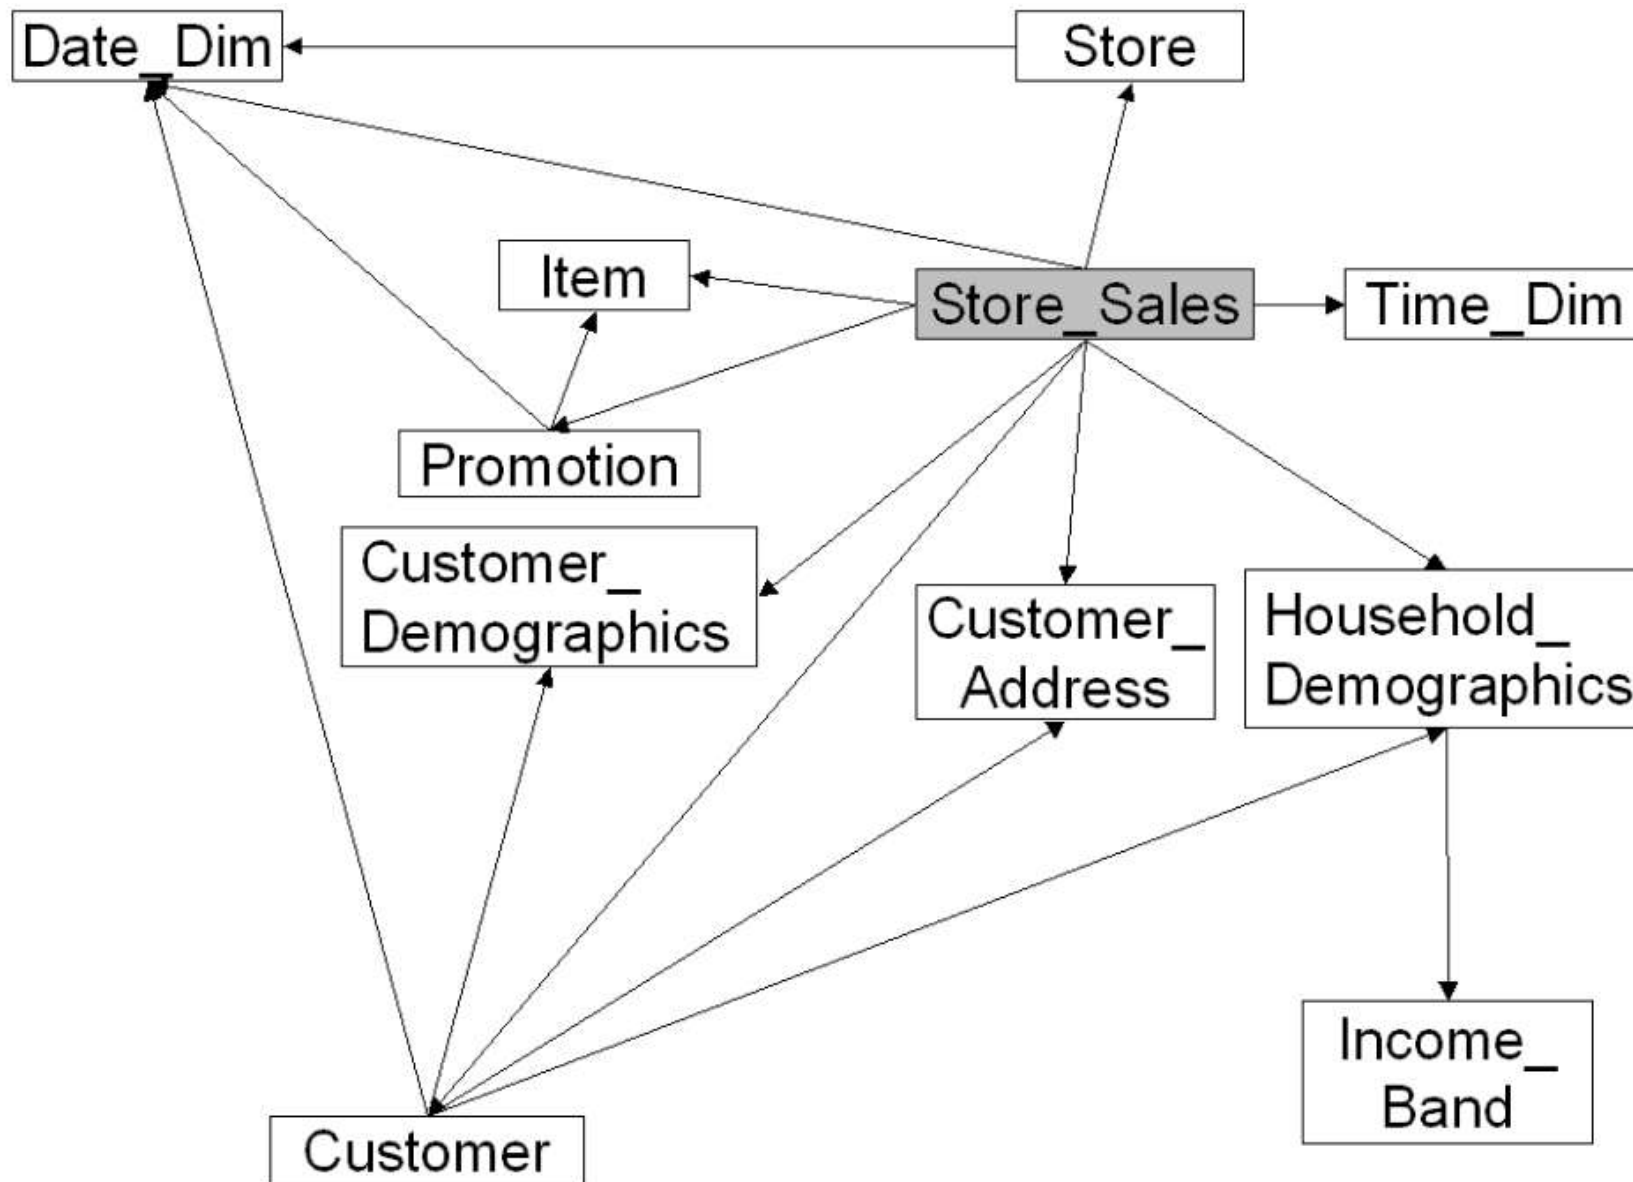 Date_Dim
Store
Item
Store_Sales
Time_Dim
Promotion
Customer_
Demographics
Customer_
Address
Household_
Demographics
Income_
Band
Customer